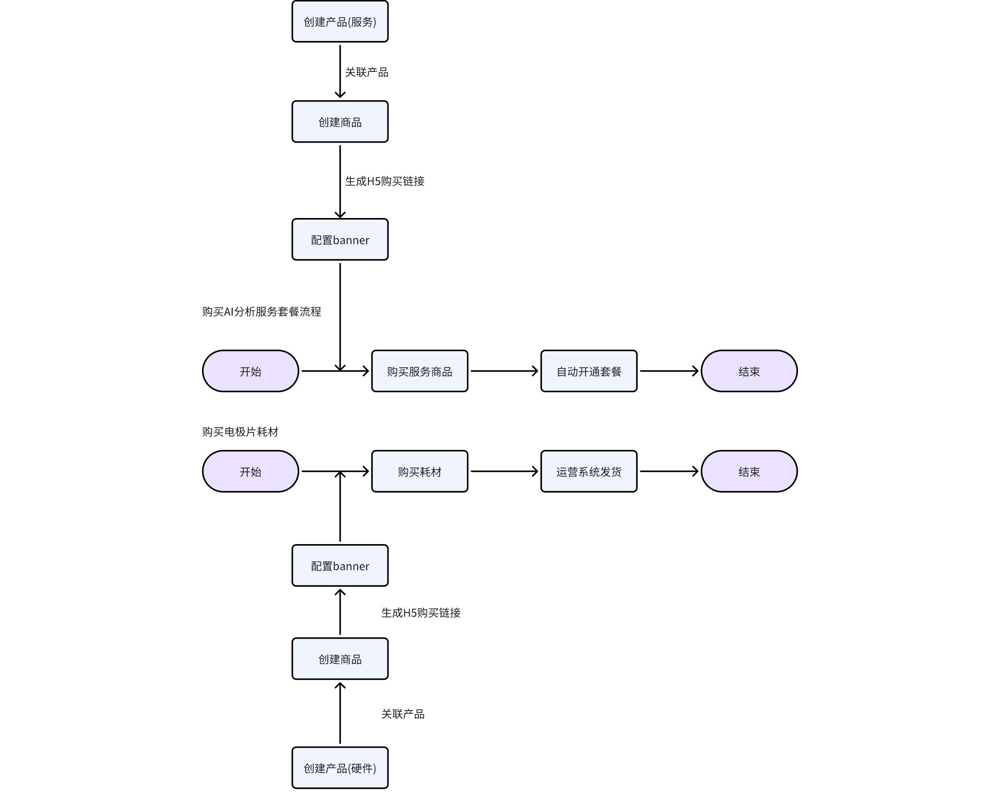 创建产品(服务)
关联产品
创建商品
生成H5购买链接
配置banner
购买AI分析服务套餐流程
开始
购买服务商品
自动开通套餐
结束
购买电极片耗材
开始
购买耗材
运营系统发货
结束
配置banner
生成H5购买链接
创建商品
关联产品
创建产品(硬件)